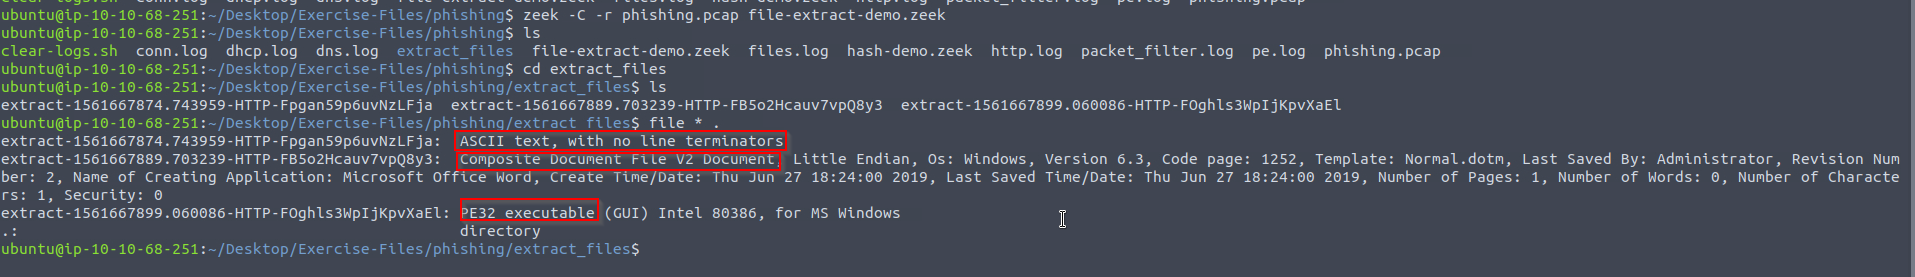 ubuntu@ip-10-10-68-251:~/Desktop/Exercise-Files/phishing$ zeek -C -r phishing.pcap file-extract-demo.zeek
ubuntu@ip-10-10-68-251:~/Desktop/Exercise-Files/phishing$ ls
clear-logs.sh  conn.log  dhcp.log  dns.log  extract_files  file-extract-demo.zeek  files.log  hash-demo.zeek  http.log  packet_filter.log  pe.log  phishing.pcap
ubuntu@ip-10-10-68-251:~/Desktop/Exercise-Files/phishing$ cd extract_files
ubuntu@ip-10-10-68-251:~/Desktop/Exercise-Files/phishing/extract_files$ ls
extract-1561667874.743959-HTTP-Fpgan59p6uvNzLFja  extract-1561667889.703239-HTTP-FB5o2Hcauv7vpQ8y3  extract-1561667899.060086-HTTP-FOghls3WpIjKpvXaEl
ubuntu@ip-10-10-68-251:~/Desktop/Exercise-Files/phishing/extract_files$ file * .
extract-1561667874.743959-HTTP-Fpgan59p6uvNzLFja:  ASCII text, with no line terminators
extract-1561667889.703239-HTTP-FB5o2Hcauv7vpQ8y3:  Composite Document File V2 Document, Little Endian, Os: Windows, Version 6.3, Code page: 1252, Template: Normal.dotm, Last Saved By: Administrator, Revision Num
ber: 2, Name of Creating Application: Microsoft Office Word, Create Time/Date: Thu Jun 27 18:24:00 2019, Last Saved Time/Date: Thu Jun 27 18:24:00 2019, Number of Pages: 1, Number of Words: 0, Number of Characte
rs: 1, Security: 0
extract-1561667899.060086-HTTP-FOghls3WpIjKpvXaEl: PE32 executable (GUI) Intel 80386, for MS Windows
.:                                                 directory
ubuntu@ip-10-10-68-251:~/Desktop/Exercise-Files/phishing/extract_files$